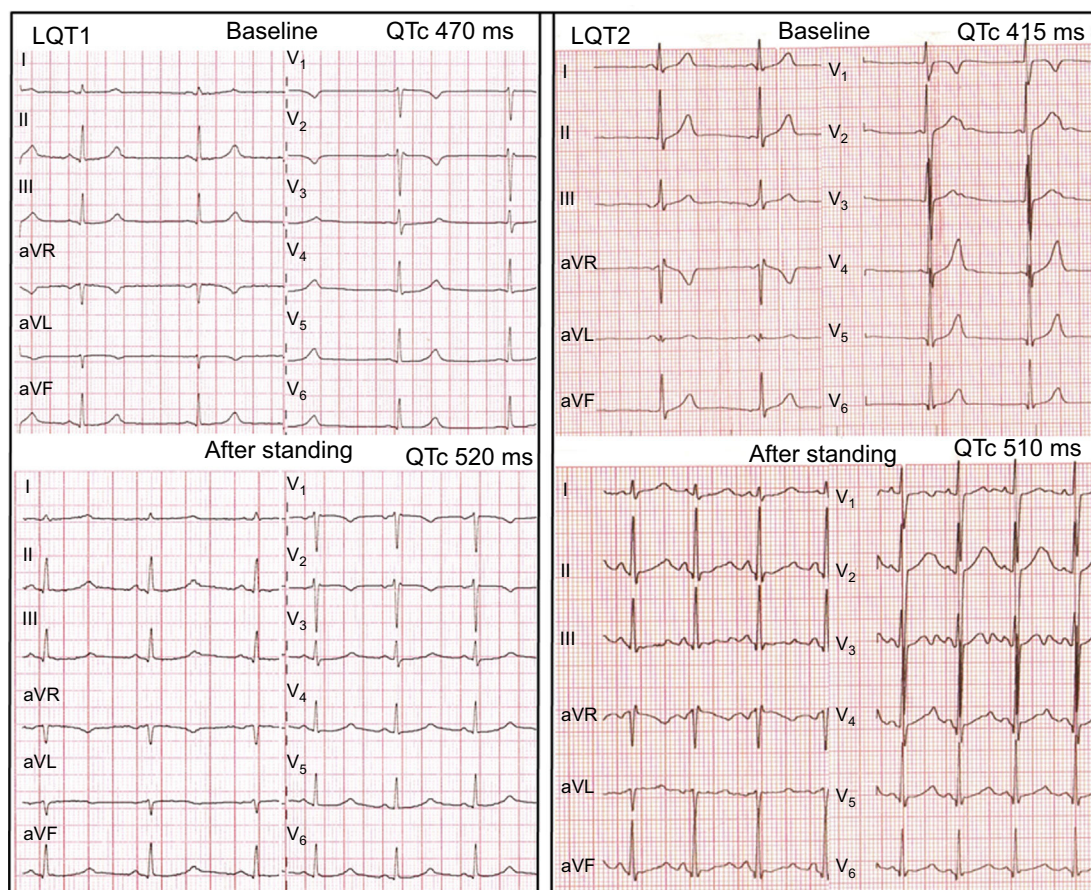 LQT1 Baseline QTc 470 ms
I V1
II V2
III V3
aVR V4
aVL V5
aVF V6
After standing QTc 520 ms
I V1
II V2
III V3
aVR V4
aVL V5
aVF V6
LQT2 Baseline QTc 415 ms
I V1
II V2
III V3
aVR V4
aVL V5
aVF V6
After standing QTc 510 ms
I V1
II V2
III V3
aVR V4
aVL V5
aVF V6